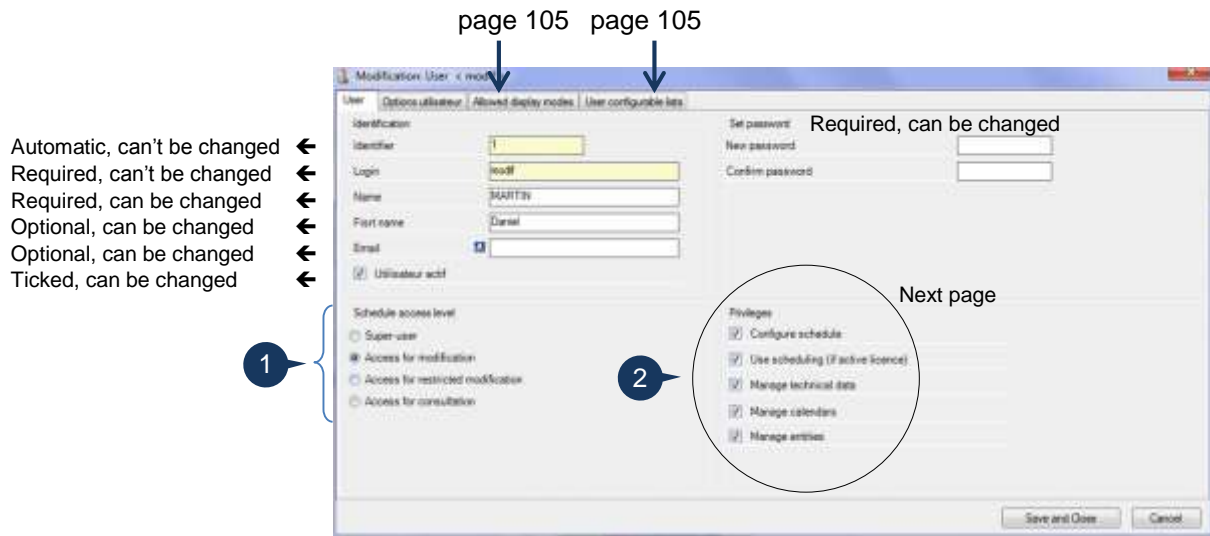 page 105 page 105
Modification: User < mod
User Options utilisateur Allowed display modes User configurable lists
Identification
Set password Required, can be changed
Automatic, can't be changed ← Identifier 1 New password
Required, can't be changed ← Login modif Confirm password
Required, can be changed ← Name MARTIN
Optional, can be changed ← Fisrt name Daniel
Optional, can be changed ← Email
Ticked, can be changed ← Utilisateur actif
Next page
Schedule access level Privileges
Super-user Configure schedule
1 Access for modification 2 Use scheduling (if active licence)
Access for restricted modification Manage technical data
Access for consultation Manage calendars
Manage entities
Save and Close Cancel